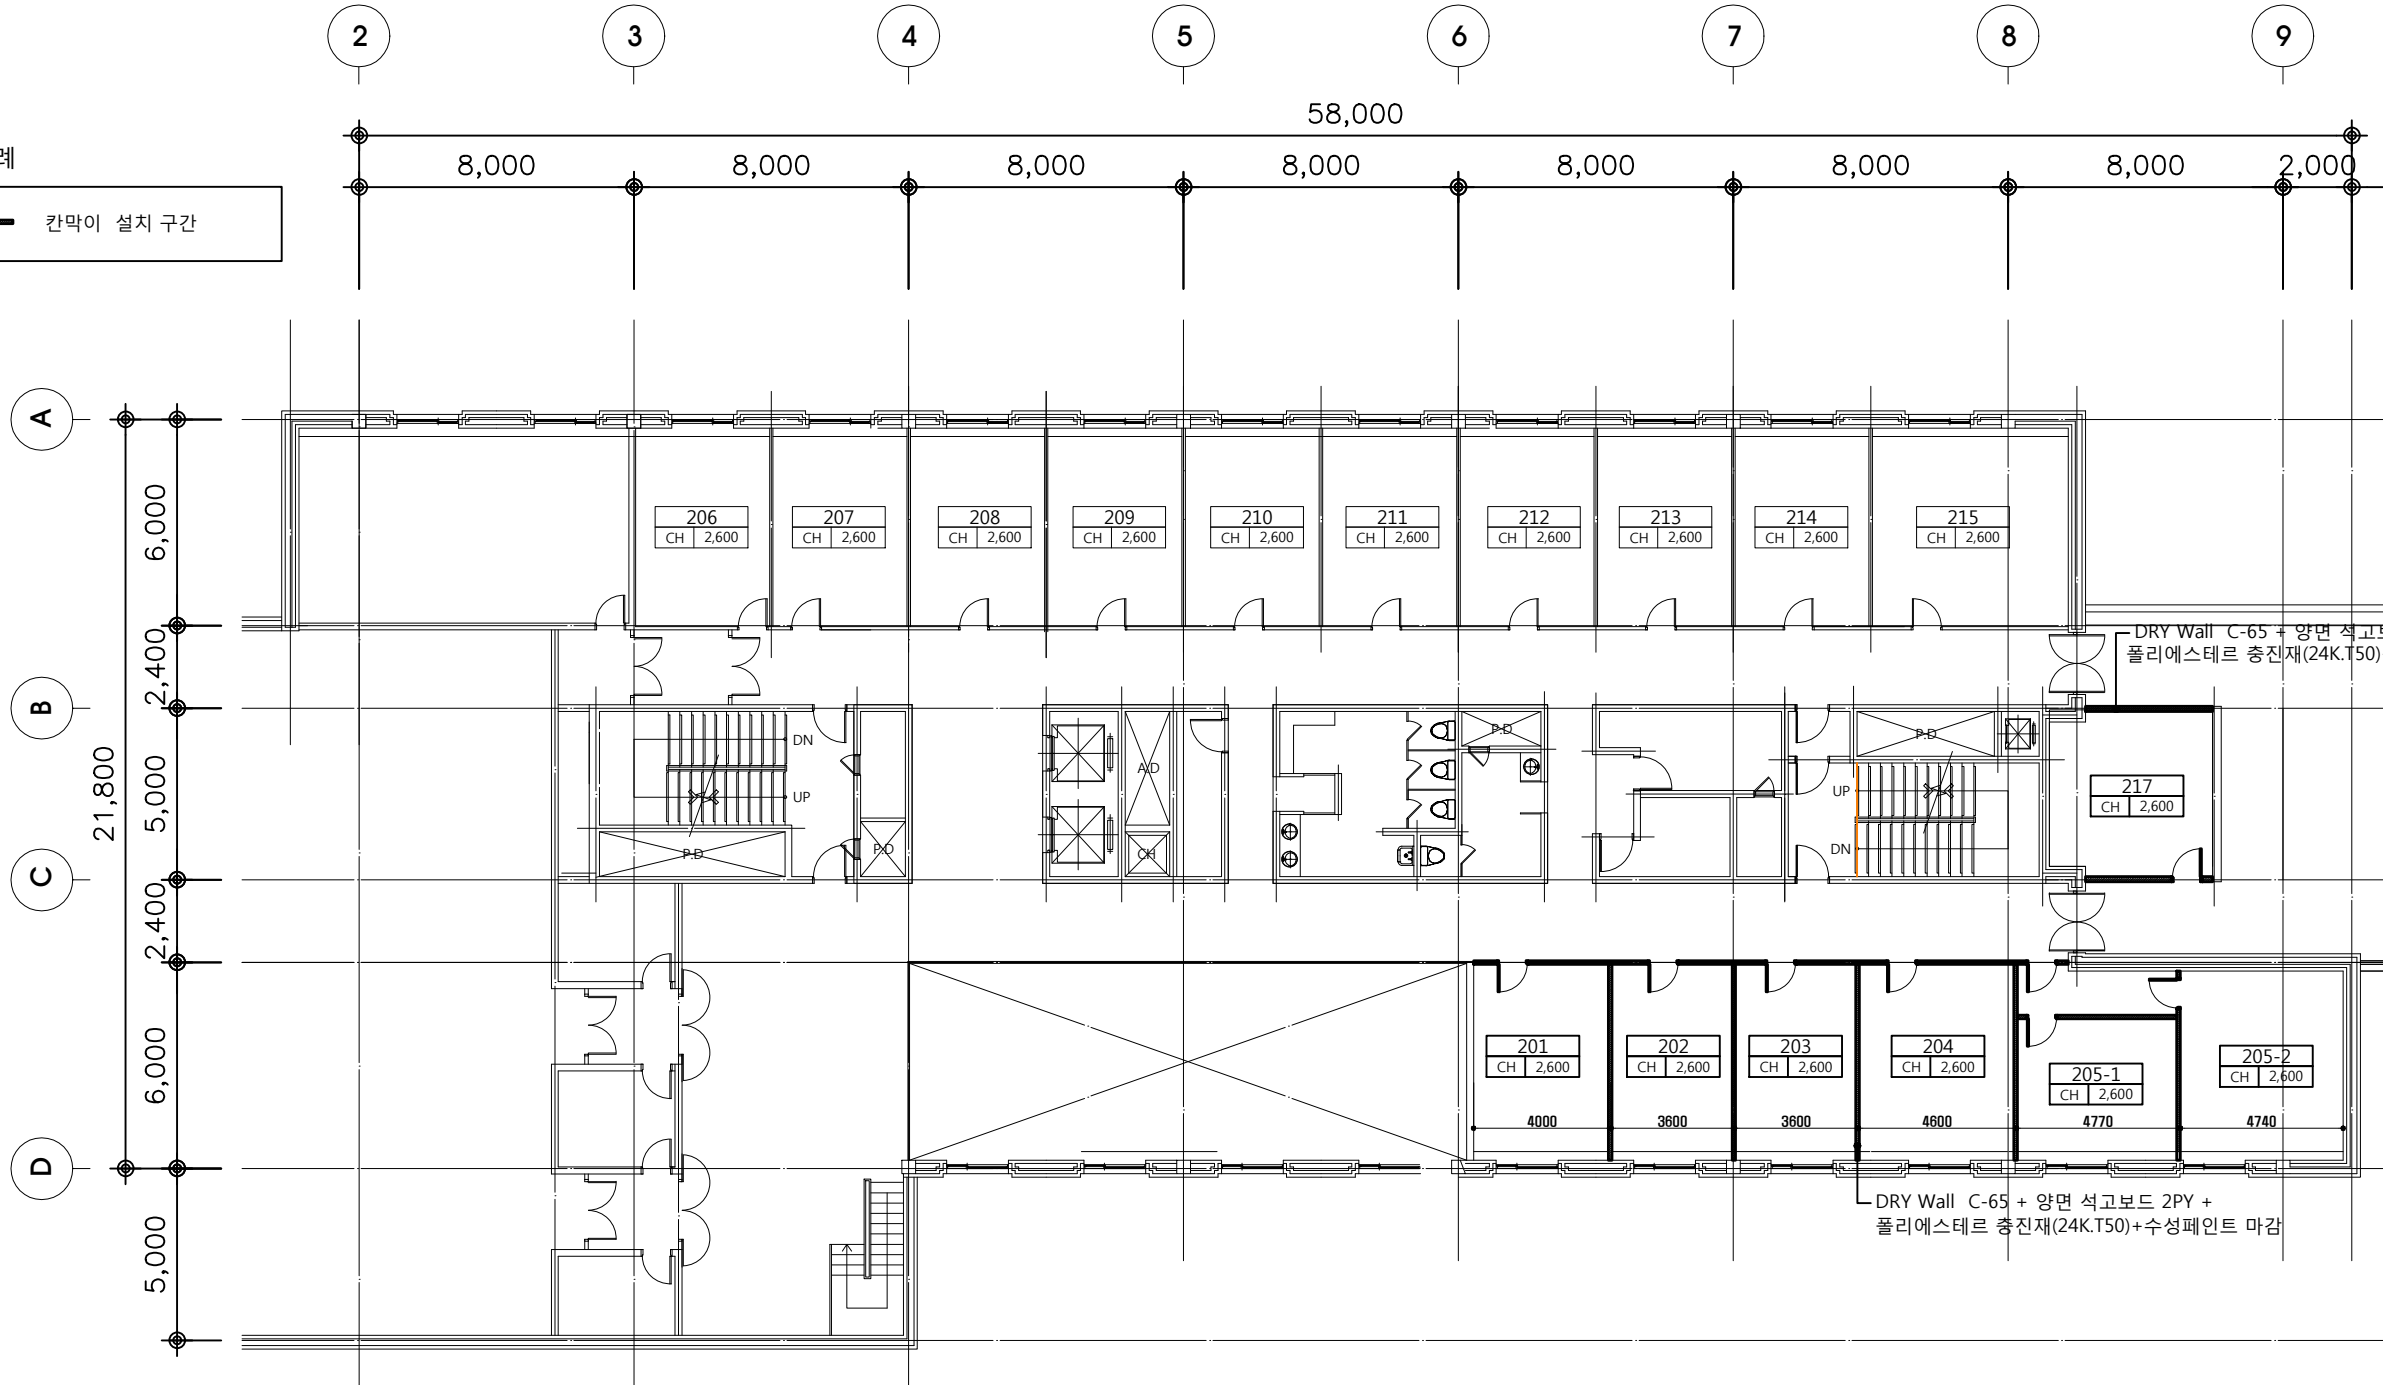 2 3 4 5 6 7 8 9
58,000
8,000 8,000 8,000 8,000 8,000 8,000 8,000 2,000
례
칸막이 설치 구간
A
B
C
D
21,800
6,000
2,400
5,000
2,400
6,000
5,000
206
CH 2,600
207
CH 2,600
208
CH 2,600
209
CH 2,600
210
CH 2,600
211
CH 2,600
212
CH 2,600
213
CH 2,600
214
CH 2,600
215
CH 2,600
DRY Wall C-65 + 양면 석고보
폴리에스테르 충진재(24K.T50)
DN
UP
P.D
P.D
A.D
CH
P.D
P.D
UP
DN
217
CH 2,600
201
CH 2,600
202
CH 2,600
203
CH 2,600
204
CH 2,600
205-1
CH 2,600
205-2
CH 2,600
4000 3600 3600 4600 4770 4740
DRY Wall C-65 + 양면 석고보드 2PY +
폴리에스테르 충진재(24K.T50)+수성페인트 마감